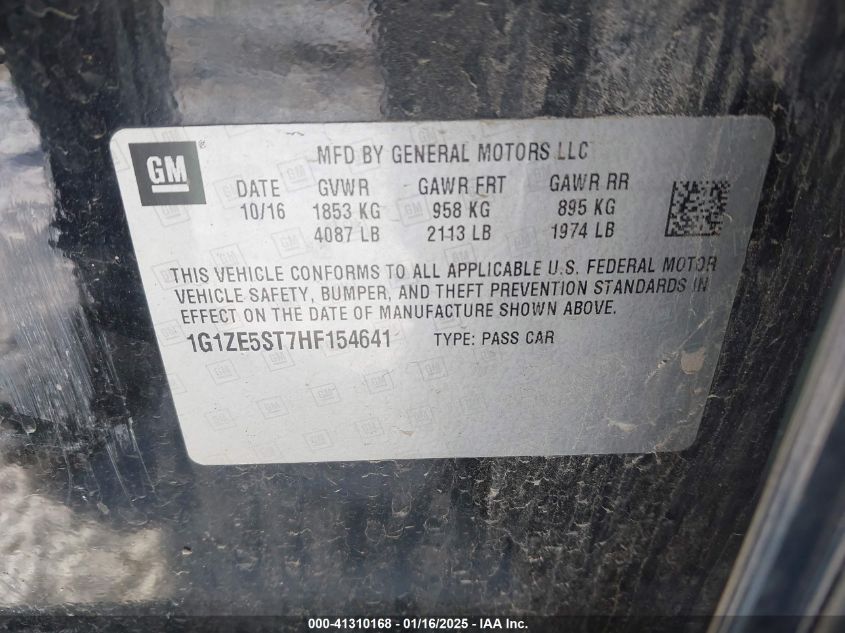 GM
MFD BY GENERAL MOTORS LLC
DATE GVWR GAWR FRT GAWR RR
10/16 1853 KG 958 KG 895 KG
4087 LB 2113 LB 1974 LB
THIS VEHICLE CONFORMS TO ALL APPLICABLE U.S. FEDERAL MOTOR
VEHICLE SAFETY, BUMPER, AND THEFT PREVENTION STANDARDS IN
EFFECT ON THE DATE OF MANUFACTURE SHOWN ABOVE.
1G1ZE5ST7HF154641 TYPE: PASS CAR
000-41310168 - 01/16/2025 - IAA Inc.